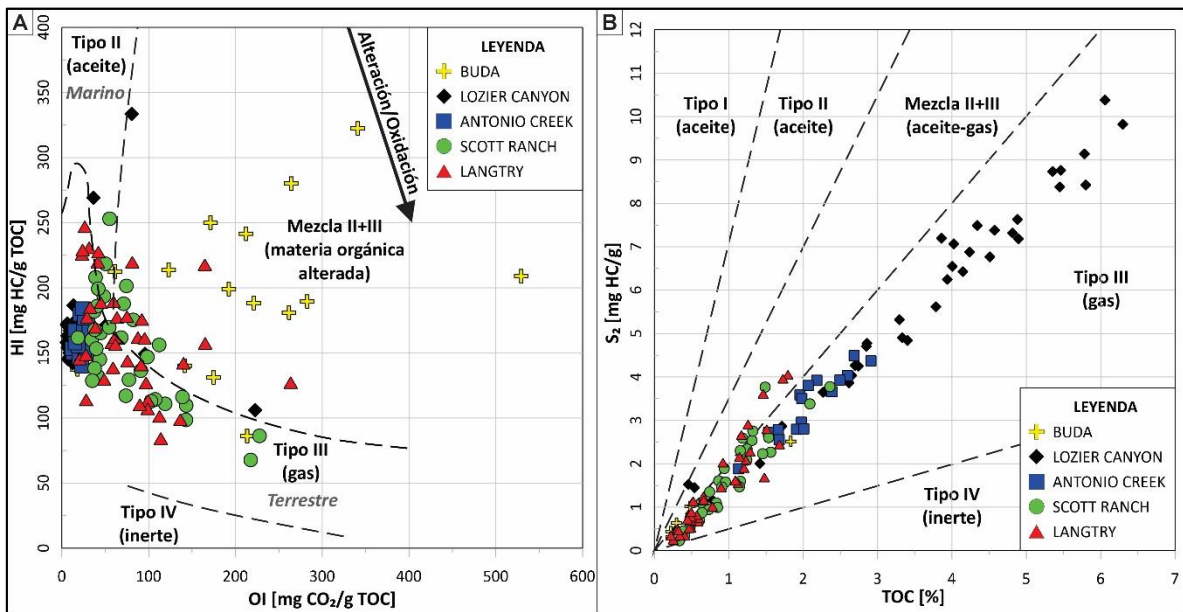 A
400
350
300
250
200
150
100
50
0
HI [mg HC/g TOC]
0
100
200
300
400
500
600
OI [mg CO₂/g TOC]
Tipo II
(aceite)
Marino
Alteración/Oxidación
LEYENDA
BUDA
LOZIER CANYON
ANTONIO CREEK
SCOTT RANCH
LANGTRY
Mezcla II+III
(materia orgánica
alterada)
Tipo III
(gas)
Terrestre
Tipo IV
(inerte)
B
12
11
10
9
8
7
6
5
4
3
2
1
0
S₂ [mg HC/g]
0
1
2
3
4
5
6
7
TOC [%]
Tipo I
(aceite)
Tipo II
(aceite)
Mezcla II+III
(aceite-gas)
Tipo III
(gas)
Tipo IV
(inerte)
LEYENDA
BUDA
LOZIER CANYON
ANTONIO CREEK
SCOTT RANCH
LANGTRY